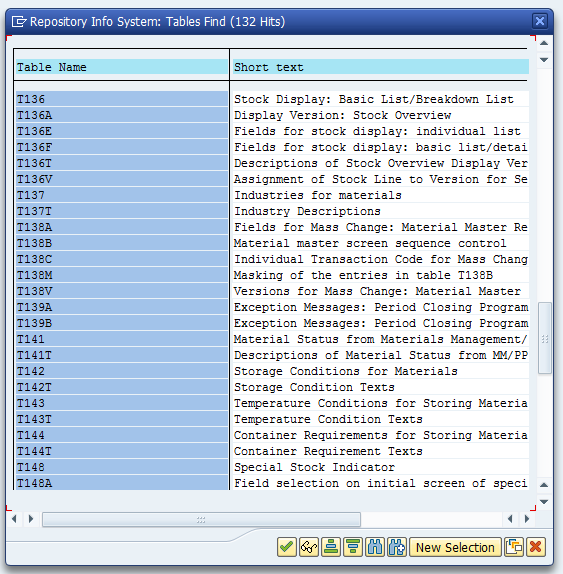 Repository Info System: Tables Find (132 Hits)
Table Name Short text
T136 Stock Display: Basic List/Breakdown List
T136A Display Version: Stock Overview
T136E Fields for stock display: individual list
T136F Fields for stock display: basic list/detai
T136T Descriptions of Stock Overview Display Ver
T136V Assignment of Stock Line to Version for Se
T137 Industries for materials
T137T Industry Descriptions
T138A Fields for Mass Change: Material Master Re
T138B Material master screen sequence control
T138C Individual Transaction Code for Mass Chang
T138M Masking of the entries in table T138B
T138V Versions for Mass Change: Material Master
T139A Exception Messages: Period Closing Program
T139B Exception Messages: Period Closing Program
T141 Material Status from Materials Management/
T141T Descriptions of Material Status from MM/PP
T142 Storage Conditions for Materials
T142T Storage Condition Texts
T143 Temperature Conditions for Storing Materia
T143T Temperature Condition Texts
T144 Container Requirements for Storing Materia
T144T Container Requirement Texts
T148 Special Stock Indicator
T148A Field selection on initial screen of speci
New Selection